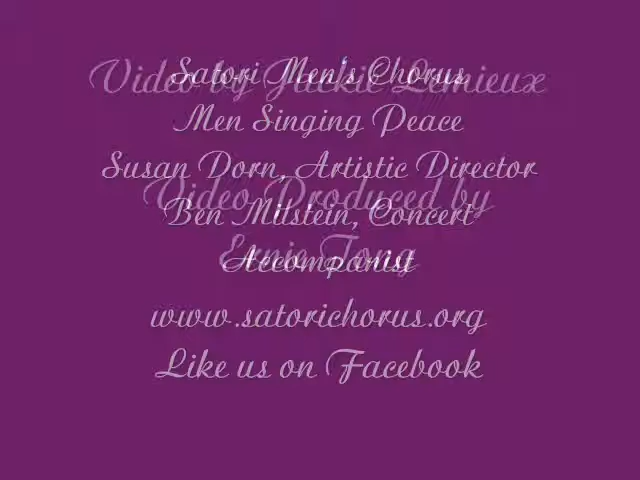 Satori Men's Chorus
Video by Jackie Lemieux
Men Singing Peace
Susan Dorn, Artistic Director
Video Produced by
Ben Milstein, Concert
Ernie Tong
Accompanist
www.satorichorus.org
Like us on Facebook